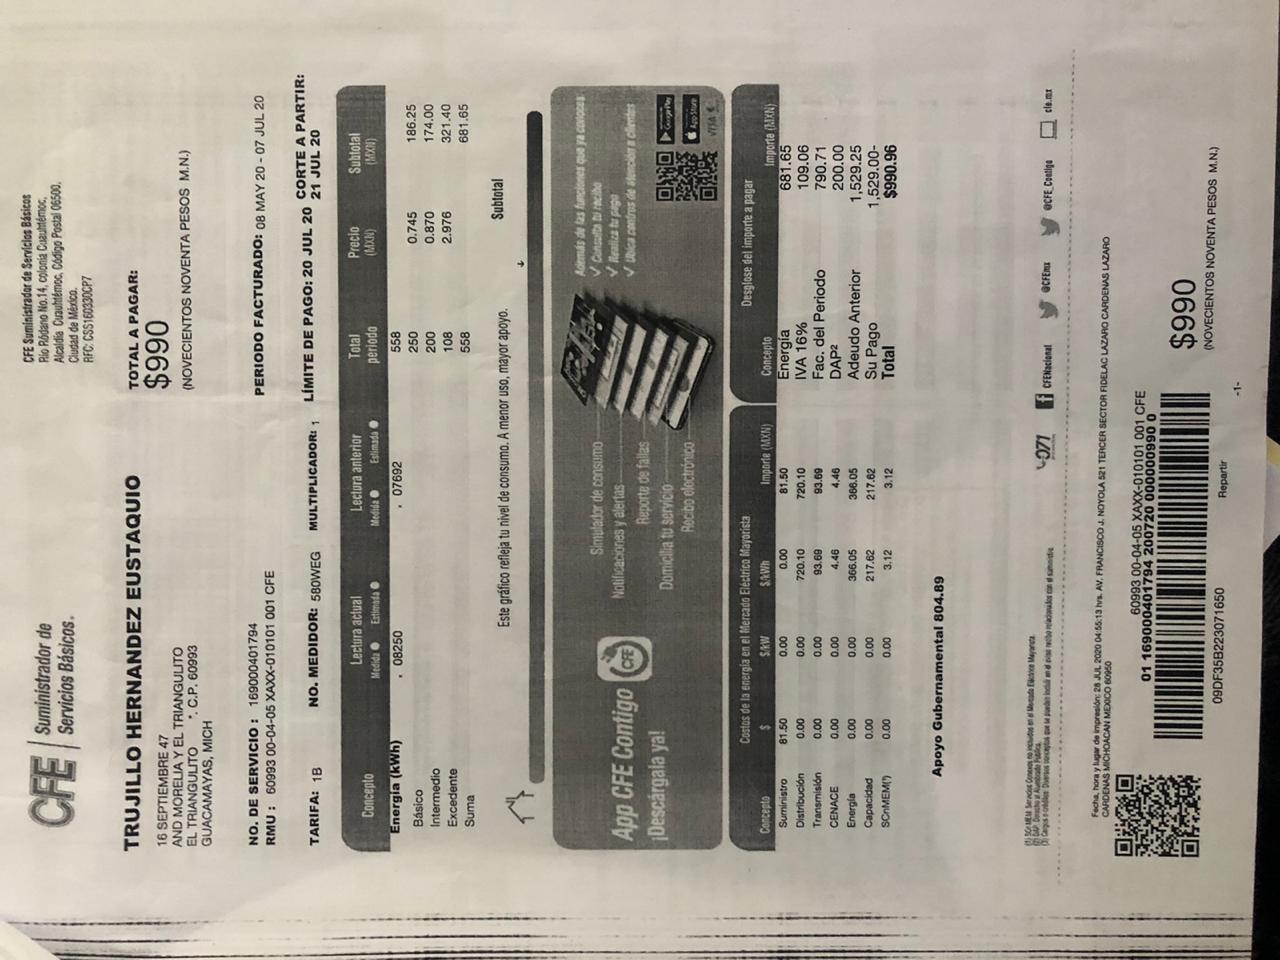 CFE Suministrador de
Servicios Básicos.
CFE Suministrador de Servicios Básicos
Río Ródano No.14, colonia Cuauhtémoc,
Alcaldía Cuauhtémoc, Código Postal 06500,
Ciudad de México.
RFC: CSS160330CP7
TRUJILLO HERNANDEZ EUSTAQUIO
16 SEPTIEMBRE 47
AND MORELIA Y EL TRIANGULITO
EL TRIANGULITO *. C.P. 60993
GUACAMAYAS, MICH
TOTAL A PAGAR:
$990
(NOVECIENTOS NOVENTA PESOS M.N.)
NO. DE SERVICIO : 169000401794
RMU : 60993 00-04-05 XAXX-010101 001 CFE
PERIODO FACTURADO: 08 MAY 20 - 07 JUL 20
TARIFA: 1B NO. MEDIDOR: 580WEG MULTIPLICADOR: 1 LÍMITE DE PAGO: 20 JUL 20 CORTE A PARTIR:
21 JUL 20
Concepto Lectura actual Lectura anterior Total Precio Subtotal
Medida Estimada Medida Estimada periodo (MXN) (MXN)
Energía (kWh) 08250 07692 558
Básico 250 0.745 186.25
Intermedio 200 0.870 174.00
Excedente 108 2.976 321.40
Suma 558 681.65
Este gráfico refleja tu nivel de consumo. A menor uso, mayor apoyo.
Subtotal
App CFE Contigo CFE
¡Descargala ya!
Simulador de consumo
Notificaciones y alertas
Reporte de fallas
Domicilia tu servicio
Recibo electrónico
Además de las funciones que ya conoces
✓ Consulta tu recibo
✓ Realiza tu pago
✓ Ubica centros de atención a clientes
Google Play
App Store
VISA
Costos de la energía en el Mercado Eléctrico Mayorista
Concepto $ $/kW $/kWh Importe (MXN)
Suministro 81.50 0.00 0.00 81.50
Distribución 0.00 0.00 720.10 720.10
Transmisión 0.00 0.00 93.69 93.69
CENACE 0.00 0.00 4.46 4.46
Energía 0.00 0.00 366.05 366.05
Capacidad 0.00 0.00 217.62 217.62
SCnMEM(¹) 0.00 0.00 3.12 3.12
Desglose del importe a pagar
Concepto Importe (MXN)
Energía 681.65
IVA 16% 109.06
Fac. del Periodo 790.71
DAP² 200.00
Adeudo Anterior 1,529.25
Su Pago 1,529.00-
Total $990.96
Apoyo Gubernamental 804.89
(1) SCnMEM: Servicios Conexos no incluidos en el Mercado Eléctrico Mayorista.
(2) DAP: Derecho al Alumbrado Público.
(3) Cargos o créditos: Diversos conceptos que se pueden incluir en el aviso recibo relacionados con el suministro.
071 CFENacional @CFEmx @CFE_Contigo cfe.mx
Fecha, hora y lugar de impresión: 28 JUL 2020 04:55:13 hrs. AV. FRANCISCO J. NOYOLA 521 TERCER SECTOR FIDELAC LAZARO CARDENAS LAZARO
CARDENAS MICHOACAN MEXICO 60950
60993 00-04-05 XAXX-010101 001 CFE
01 169000401794 200720 000000990 0
09DF35B223071650
Repartir
$990
(NOVECIENTOS NOVENTA PESOS M.N.)
-1-